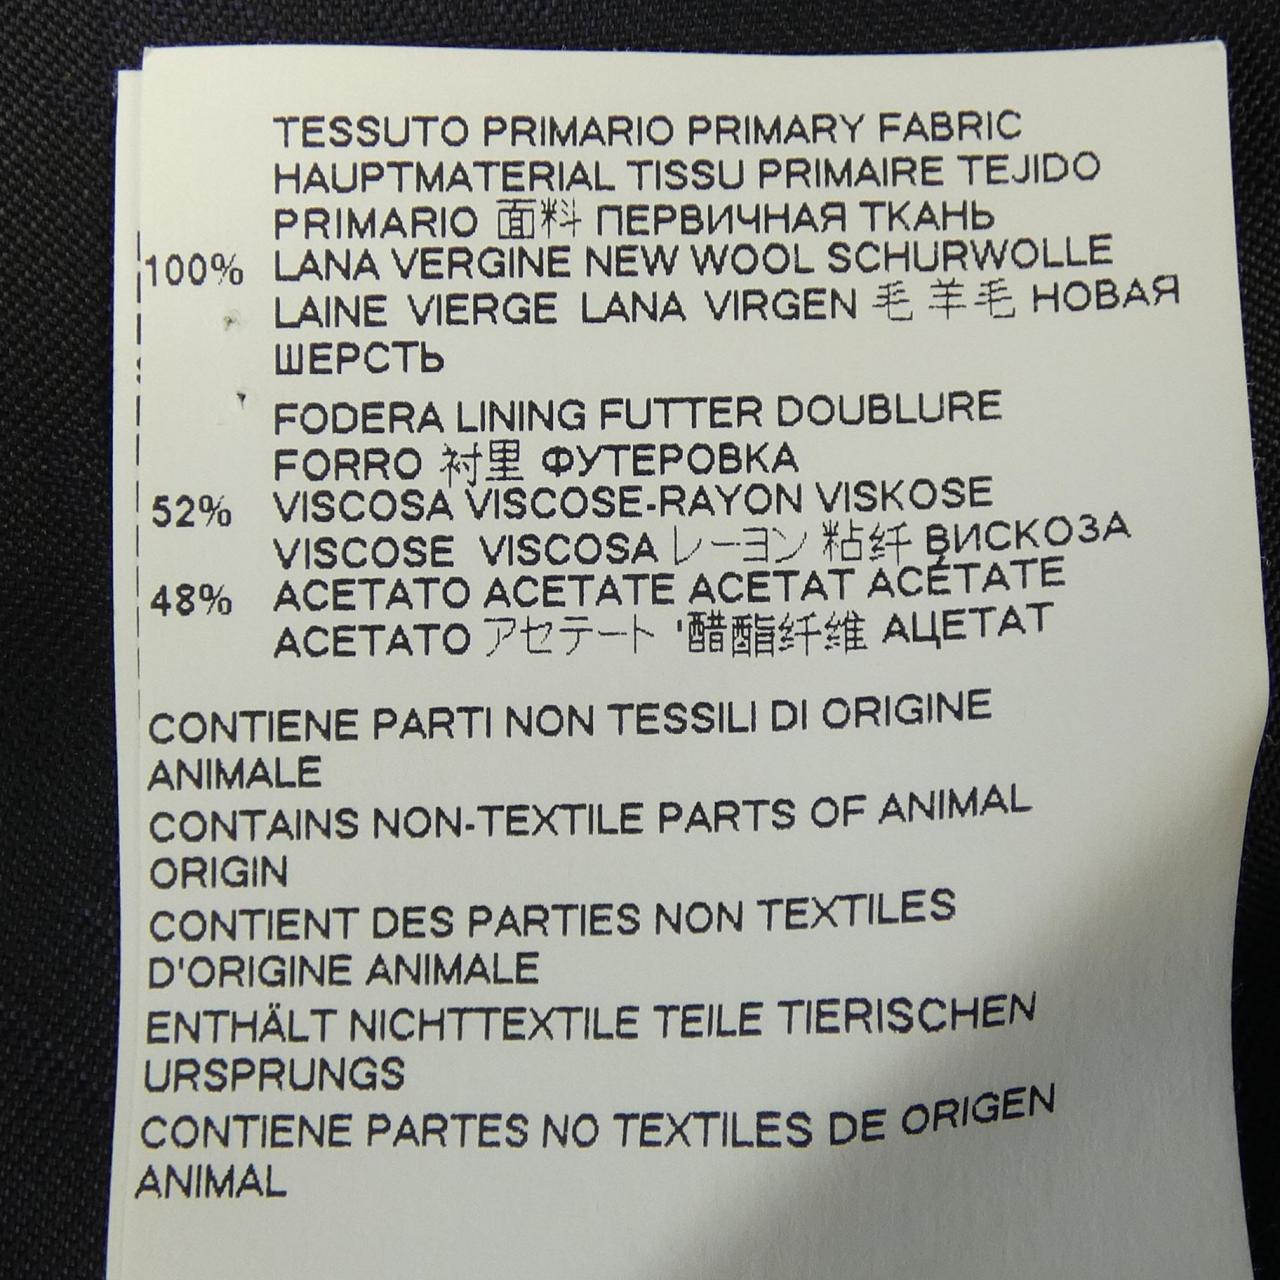 TESSUTO PRIMARIO PRIMARY FABRIC
HAUPTMATERIAL TISSU PRIMAIRE TEJIDO
PRIMARIO 面料 ПЕРВИЧНАЯ ТКАНЬ
100% LANA VERGINE NEW WOOL SCHURWOLLE
LAINE VIERGE LANA VIRGEN 毛 羊毛 НОВАЯ
ШЕРСТЬ
FODERA LINING FUTTER DOUBLURE
FORRO 衬里 ФУТЕРОВКА
52% VISCOSA VISCOSE-RAYON VISKOSE
VISCOSE VISCOSA レーヨン 粘纤 ВИСКОЗА
48% ACETATO ACETATE ACETAT ACÉTATE
ACETATO アセテート '醋酯纤维 АЦЕТАТ
CONTIENE PARTI NON TESSILI DI ORIGINE
ANIMALE
CONTAINS NON-TEXTILE PARTS OF ANIMAL
ORIGIN
CONTIENT DES PARTIES NON TEXTILES
D'ORIGINE ANIMALE
ENTHÄLT NICHTTEXTILE TEILE TIERISCHEN
URSPRUNGS
CONTIENE PARTES NO TEXTILES DE ORIGEN
ANIMAL